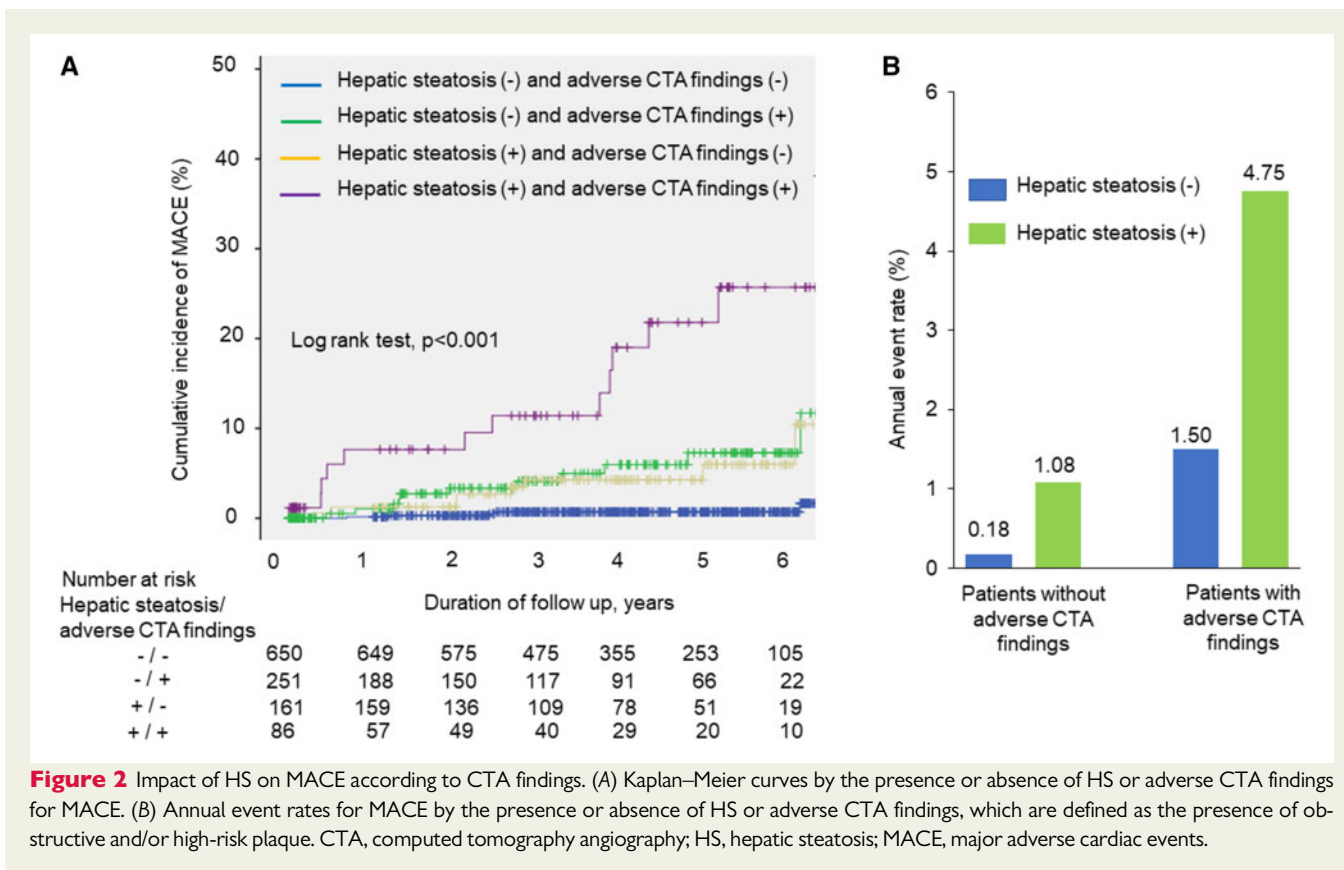 A
50
40
30
20
10
0
Cumulative incidence of MACE (%)
Hepatic steatosis (-) and adverse CTA findings (-)
Hepatic steatosis (-) and adverse CTA findings (+)
Hepatic steatosis (+) and adverse CTA findings (-)
Hepatic steatosis (+) and adverse CTA findings (+)
Log rank test, p<0.001
0 1 2 3 4 5 6
Duration of follow up, years
Number at risk
Hepatic steatosis/
adverse CTA findings
- / - 650 649 575 475 355 253 105
- / + 251 188 150 117 91 66 22
+ / - 161 159 136 109 78 51 19
+ / + 86 57 49 40 29 20 10
B
6
5
4
3
2
1
0
Annual event rate (%)
Hepatic steatosis (-)
Hepatic steatosis (+)
0.18
1.08
1.50
4.75
Patients without
adverse CTA
findings
Patients with
adverse CTA
findings
Figure 2 Impact of HS on MACE according to CTA findings. (A) Kaplan–Meier curves by the presence or absence of HS or adverse CTA findings
for MACE. (B) Annual event rates for MACE by the presence or absence of HS or adverse CTA findings, which are defined as the presence of ob-
structive and/or high-risk plaque. CTA, computed tomography angiography; HS, hepatic steatosis; MACE, major adverse cardiac events.